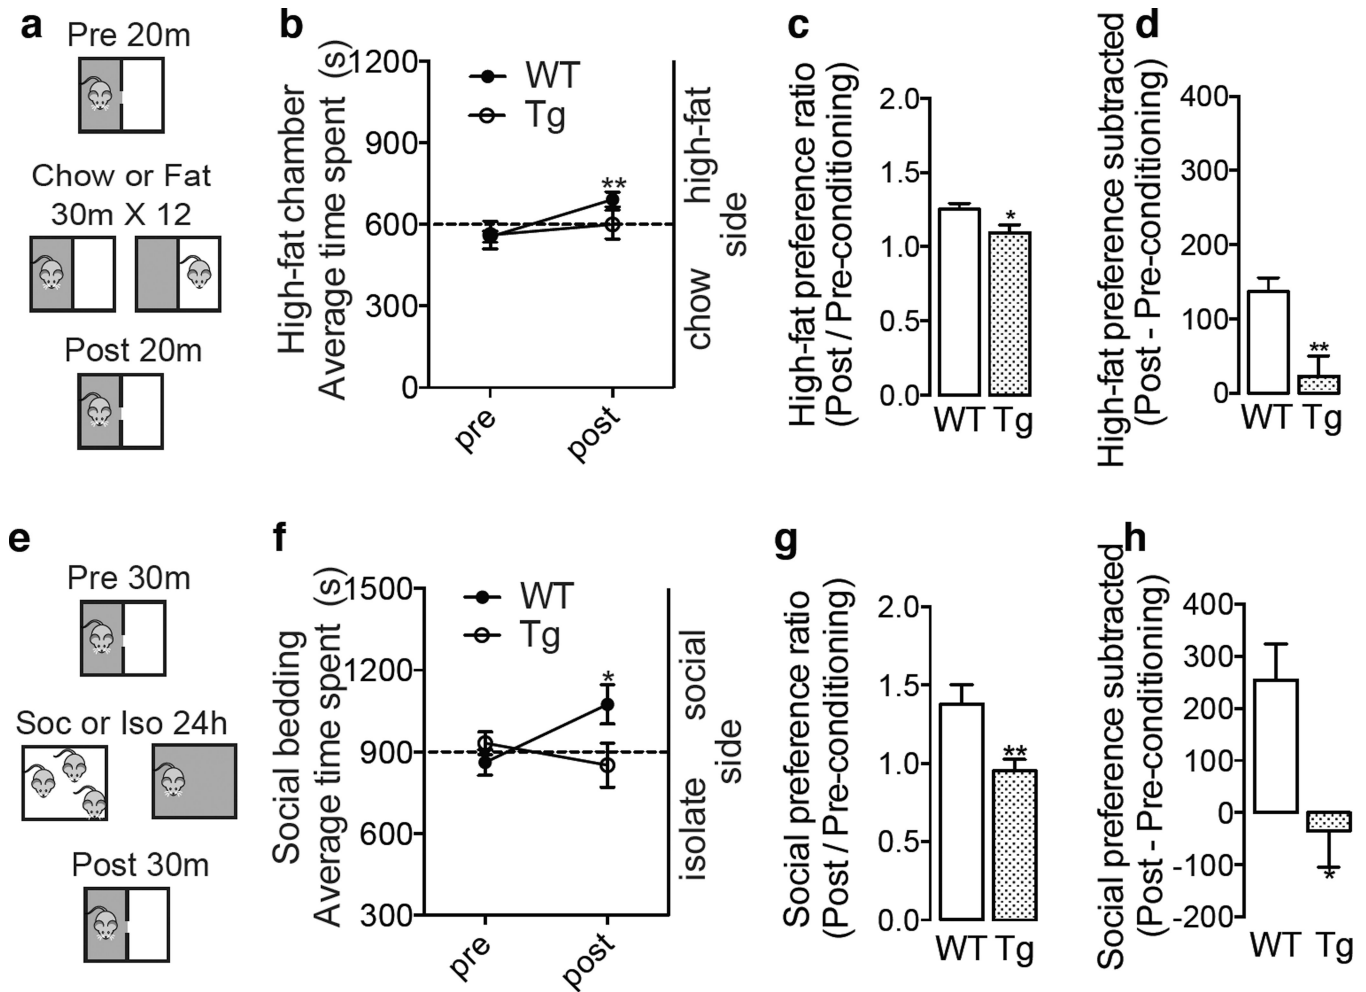 a
Pre 20m
Chow or Fat
30m X 12
Post 20m
b
High-fat chamber
Average time spent (s)
1200
900
600
300
0
WT
Tg
**
pre
post
chow high-fat
side
c
High-fat preference ratio
(Post / Pre-conditioning)
2.0
1.5
1.0
0.5
0.0
*
WT Tg
d
High-fat preference subtracted
(Post - Pre-conditioning)
400
300
200
100
0
**
WT Tg
e
Pre 30m
Soc or Iso 24h
Post 30m
f
Social bedding
Average time spent (s)
1500
1200
900
600
300
WT
Tg
*
pre
post
isolate social
side
g
Social preference ratio
(Post / Pre-conditioning)
2.0
1.5
1.0
0.5
0.0
**
WT Tg
h
Social preference subtracted
(Post - Pre-conditioning)
400
300
200
100
0
-100
-200
*
WT Tg